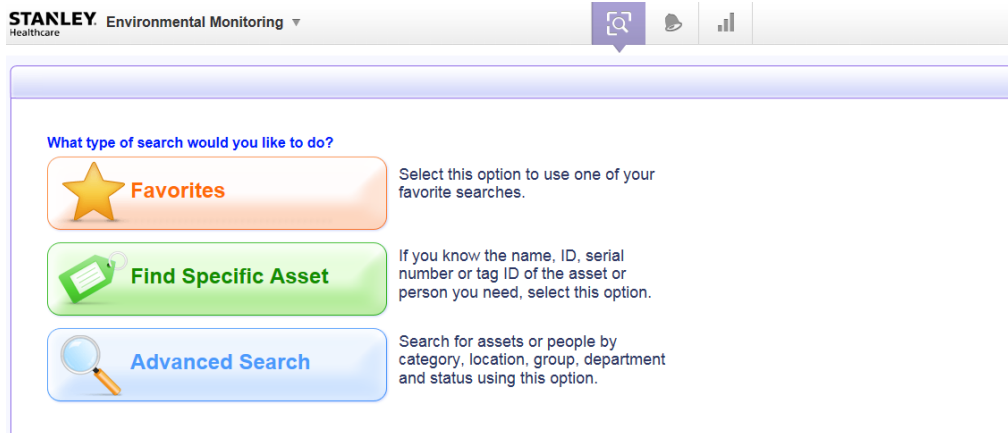 STANLEY. Environmental Monitoring
Healthcare
What type of search would you like to do?
Favorites
Select this option to use one of your
favorite searches.
Find Specific Asset
If you know the name, ID, serial
number or tag ID of the asset or
person you need, select this option.
Advanced Search
Search for assets or people by
category, location, group, department
and status using this option.